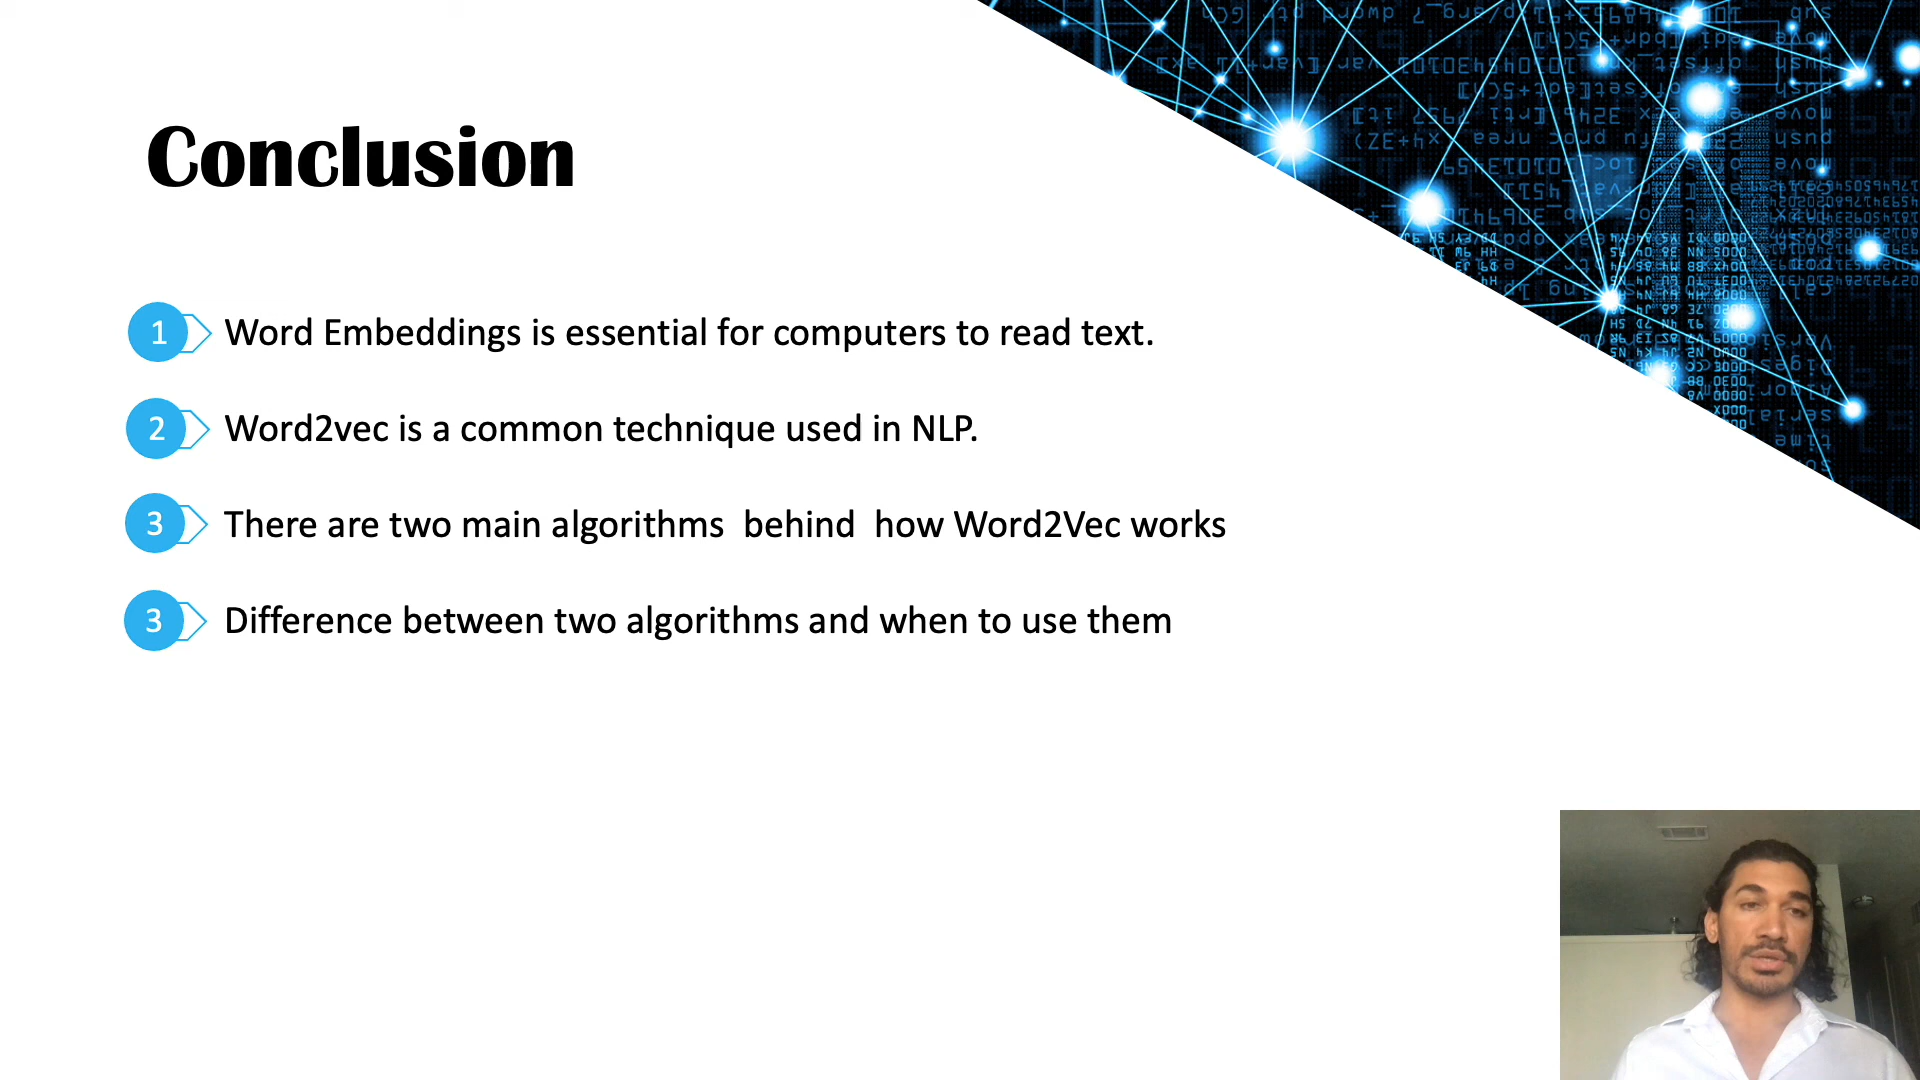 Conclusion
1 Word Embeddings is essential for computers to read text.
2 Word2vec is a common technique used in NLP.
3 There are two main algorithms behind how Word2Vec works
3 Difference between two algorithms and when to use them